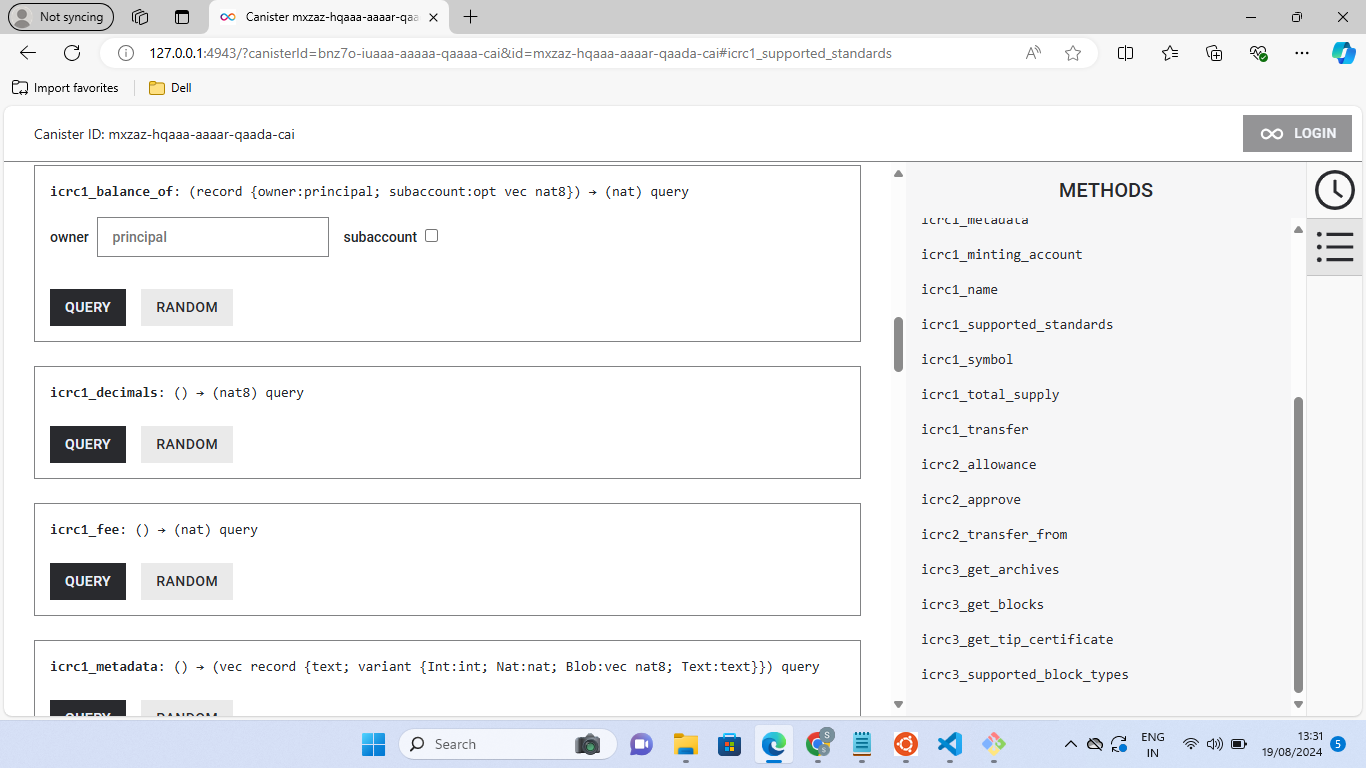 Not syncing
Canister mxzaz-hqaaa-aaaar-qaa
127.0.0.1:4943/?canisterId=bnz7o-iuaaa-aaaaa-qaaaa-cai&id=mxzaz-hqaaa-aaaar-qaada-cai#icrc1_supported_standards
Import favorites
Dell
Canister ID: mxzaz-hqaaa-aaaar-qaada-cai
LOGIN
icrc1_balance_of: (record {owner:principal; subaccount:opt vec nat8}) → (nat) query
owner principal subaccount
QUERY RANDOM
icrc1_decimals: () → (nat8) query
QUERY RANDOM
icrc1_fee: () → (nat) query
QUERY RANDOM
icrc1_metadata: () → (vec record {text; variant {Int:int; Nat:nat; Blob:vec nat8; Text:text}}) query
QUERY RANDOM
METHODS
icrc1_metadata
icrc1_minting_account
icrc1_name
icrc1_supported_standards
icrc1_symbol
icrc1_total_supply
icrc1_transfer
icrc2_allowance
icrc2_approve
icrc2_transfer_from
icrc3_get_archives
icrc3_get_blocks
icrc3_get_tip_certificate
icrc3_supported_block_types
Search
S
ENG
IN
13:31
19/08/2024
5